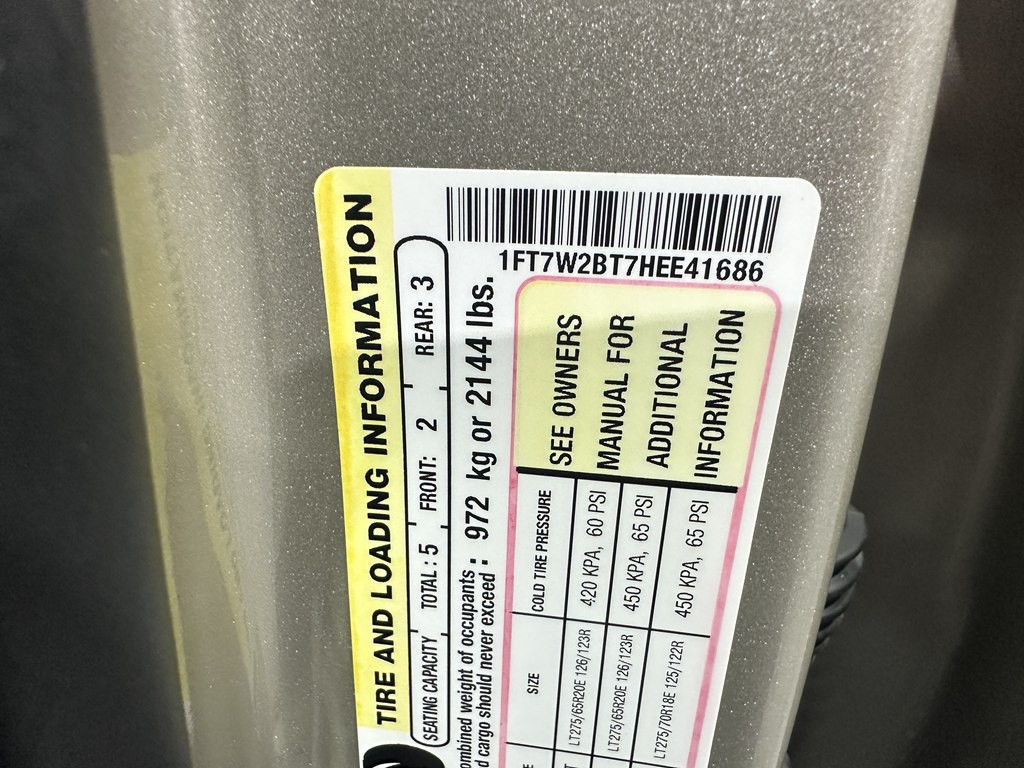 1FT7W2BT7HEE41686
TIRE AND LOADING INFORMATION
SEATING CAPACITY TOTAL : 5 FRONT: 2 REAR: 3
ombined weight of occupants :
d cargo should never exceed : 972 kg or 2144 lbs.
SIZE COLD TIRE PRESSURE
LT275/65R20E 126/123R 420 KPA, 60 PSI
LT275/65R20E 126/123R 450 KPA, 65 PSI
LT275/70R18E 125/122R 450 KPA, 65 PSI
SEE OWNERS
MANUAL FOR
ADDITIONAL
INFORMATION